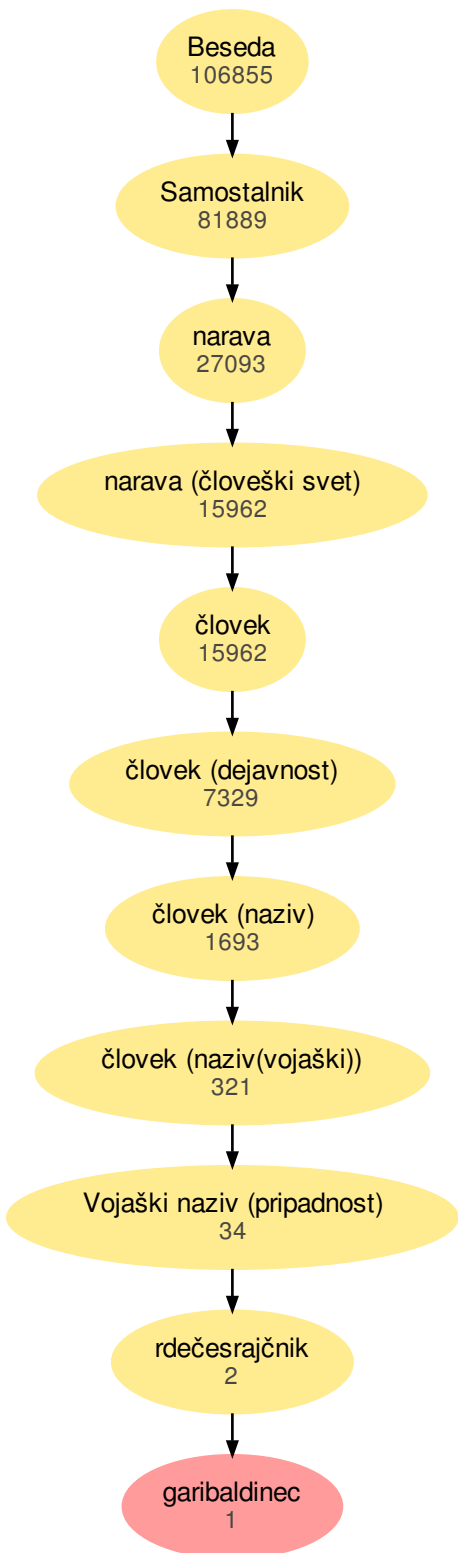 Beseda
106855
Samostalnik
81889
narava
27093
narava (človeški svet)
15962
človek
15962
človek (dejavnost)
7329
človek (naziv)
1693
človek (naziv(vojaški))
321
Vojaški naziv (pripadnost)
34
rdečesrajčnik
2
garibaldinec
1